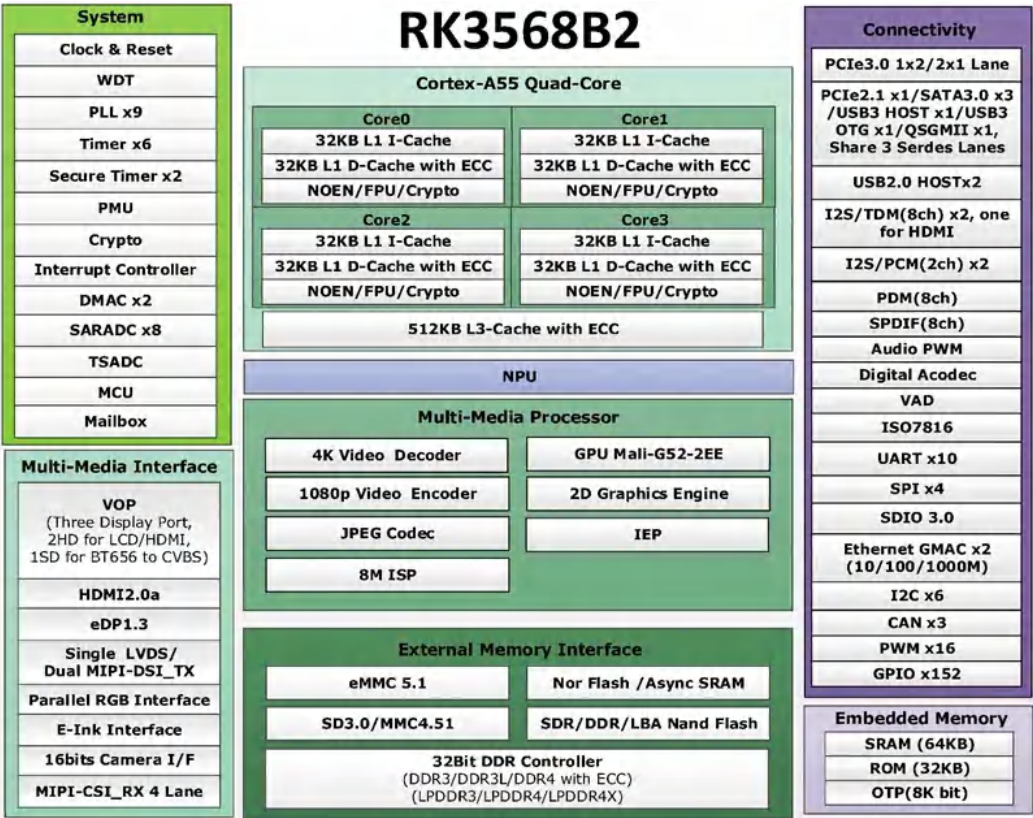 RK3568B2
System
Clock & Reset
WDT
PLL x9
Timer x6
Secure Timer x2
PMU
Crypto
Interrupt Controller
DMAC x2
SARADC x8
TSADC
MCU
Mailbox
Multi-Media Interface
VOP
(Three Display Port,
2HD for LCD/HDMI,
1SD for BT656 to CVBS)
HDMI2.0a
eDP1.3
Single LVDS/
Dual MIPI-DSI_TX
Parallel RGB Interface
E-Ink Interface
16bits Camera I/F
MIPI-CSI_RX 4 Lane
Cortex-A55 Quad-Core
Core0
32KB L1 I-Cache
32KB L1 D-Cache with ECC
NOEN/FPU/Crypto
Core1
32KB L1 I-Cache
32KB L1 D-Cache with ECC
NOEN/FPU/Crypto
Core2
32KB L1 I-Cache
32KB L1 D-Cache with ECC
NOEN/FPU/Crypto
Core3
32KB L1 I-Cache
32KB L1 D-Cache with ECC
NOEN/FPU/Crypto
512KB L3-Cache with ECC
NPU
Multi-Media Processor
4K Video Decoder
GPU Mali-G52-2EE
1080p Video Encoder
2D Graphics Engine
JPEG Codec
IEP
8M ISP
External Memory Interface
eMMC 5.1
Nor Flash /Async SRAM
SD3.0/MMC4.51
SDR/DDR/LBA Nand Flash
32Bit DDR Controller
(DDR3/DDR3L/DDR4 with ECC)
(LPDDR3/LPDDR4/LPDDR4X)
Connectivity
PCIe3.0 1x2/2x1 Lane
PCIe2.1 x1/SATA3.0 x3
/USB3 HOST x1/USB3
OTG x1/QSGMII x1,
Share 3 Serdes Lanes
USB2.0 HOSTx2
I2S/TDM(8ch) x2, one
for HDMI
I2S/PCM(2ch) x2
PDM(8ch)
SPDIF(8ch)
Audio PWM
Digital Acodec
VAD
ISO7816
UART x10
SPI x4
SDIO 3.0
Ethernet GMAC x2
(10/100/1000M)
I2C x6
CAN x3
PWM x16
GPIO x152
Embedded Memory
SRAM (64KB)
ROM (32KB)
OTP(8K bit)